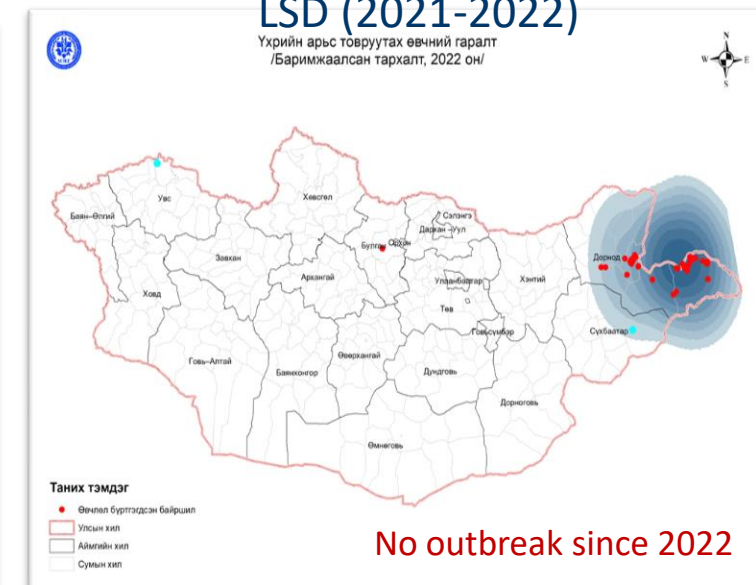 LSD (2021-2022)
Үхрийн арьс товруутах өвчний гаралт
/Баримжаалсан тархалт, 2022 он/
N
W
E
S
Хөвсгөл
Увс
Баян-Өлгий
Сэлэнгэ
Дархан-Уул
Булган
Орхон
Завхан
Дорнод
Архангай
Улаанбаатар
Хэнтий
Ховд
Төв
Говьсүмбэр
Сүхбаатар
Говь-Алтай
Өвөрхангай
Баянхонгор
Дундговь
Дорноговь
Өмнөговь
Таних тэмдэг
Өвчлөл бүртгэгдсэн байршил
Улсын хил
Аймгийн хил
Сумын хил
No outbreak since 2022